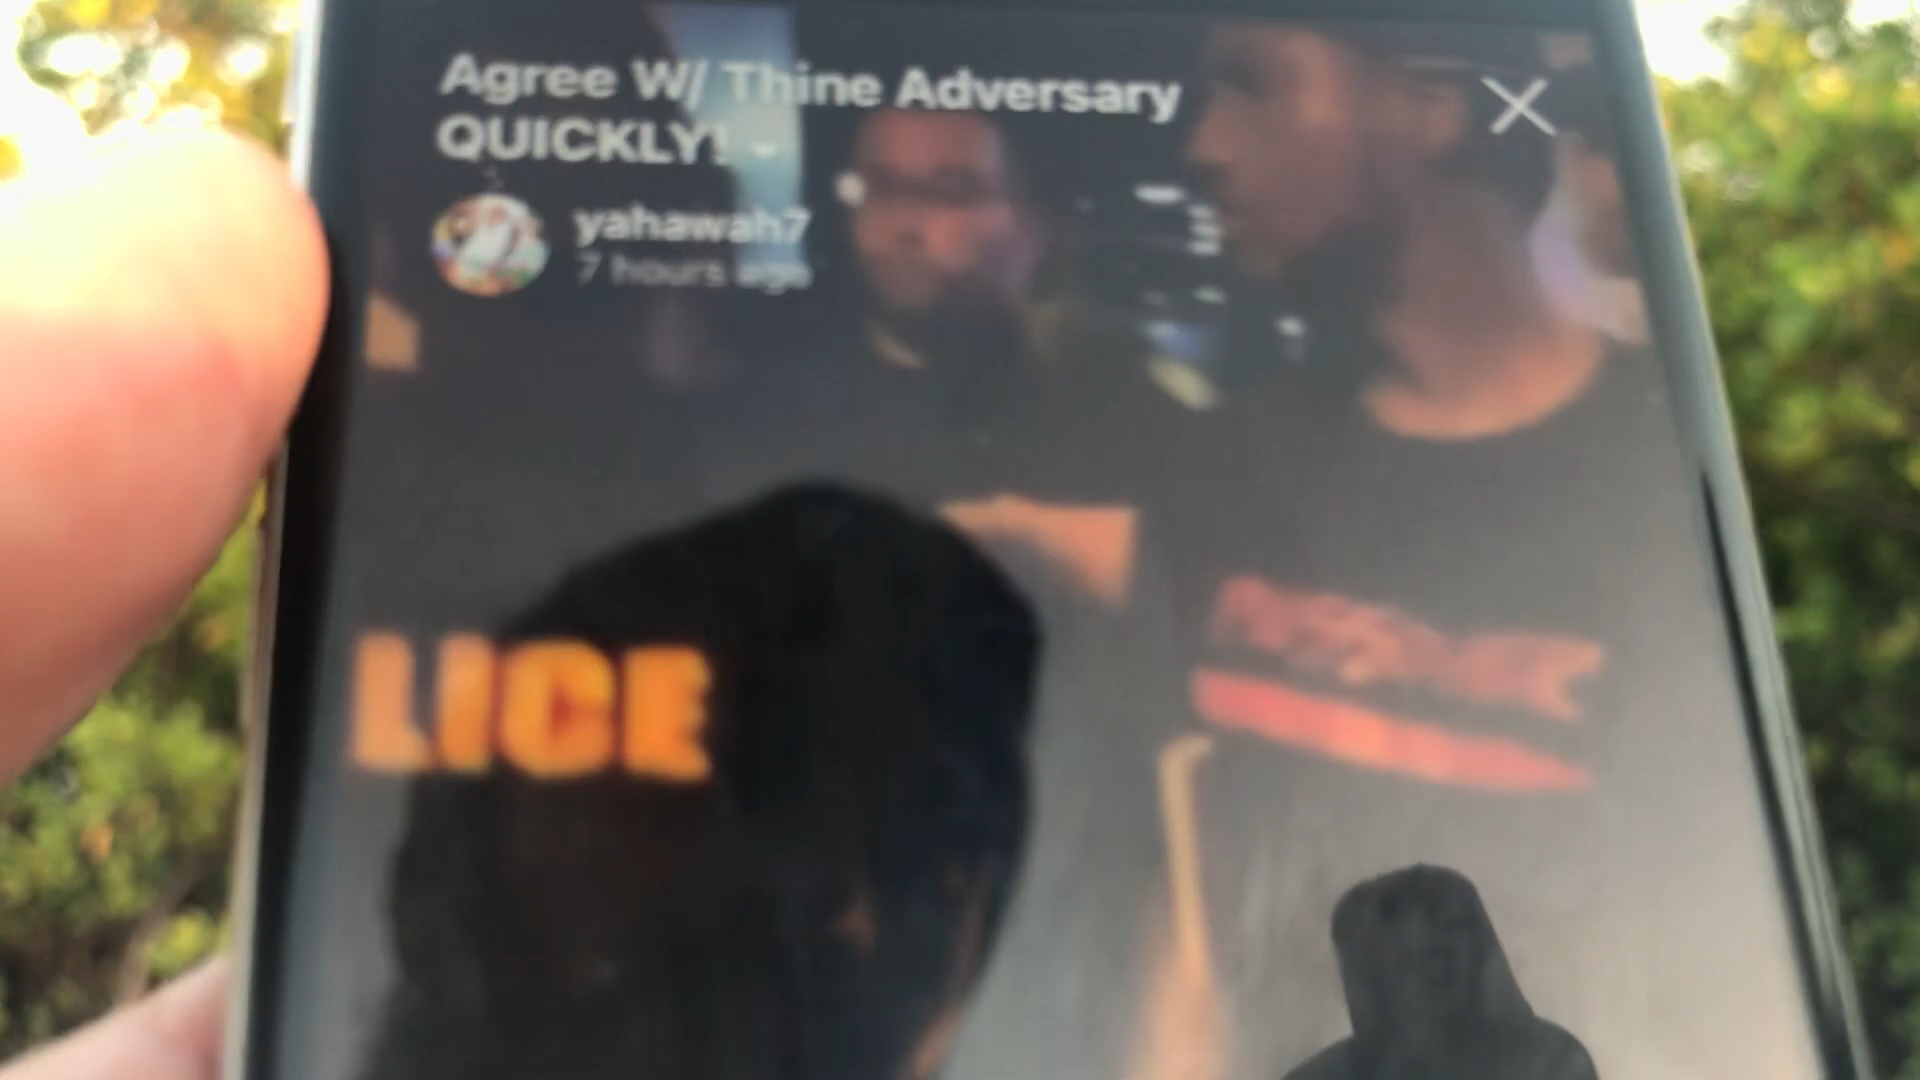 Agree W/ Thine Adversary
QUICKLY!
yahawah7
7 hours ago
LICE